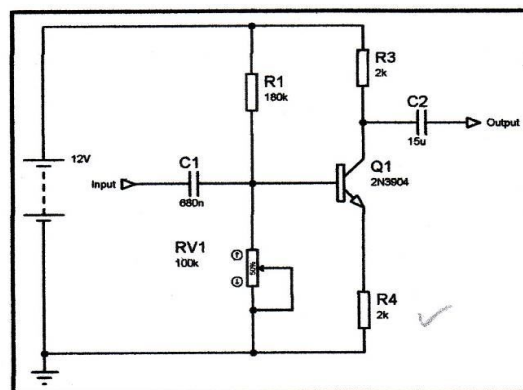 R3
2k
R1
180k
C2
15u
Output
12V
C1
680n
Input
Q1
2N3904
RV1
100k
50%
R4
2k